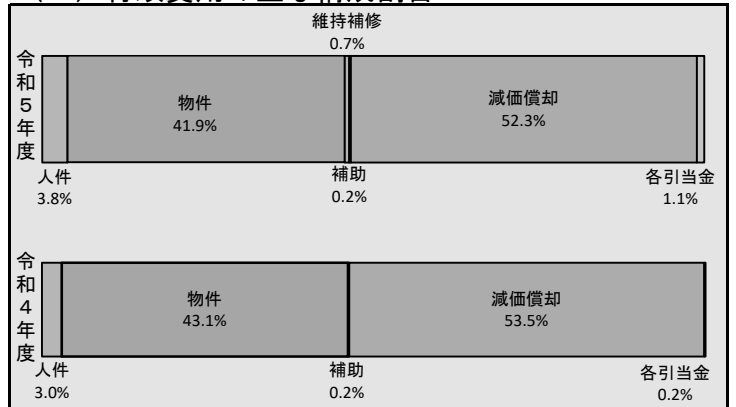 維持補修
0.7%
令和5年度
物件
41.9%
減価償却
52.3%
人件
3.8%
補助
0.2%
各引当金
1.1%
令和4年度
物件
43.1%
減価償却
53.5%
人件
3.0%
補助
0.2%
各引当金
0.2%